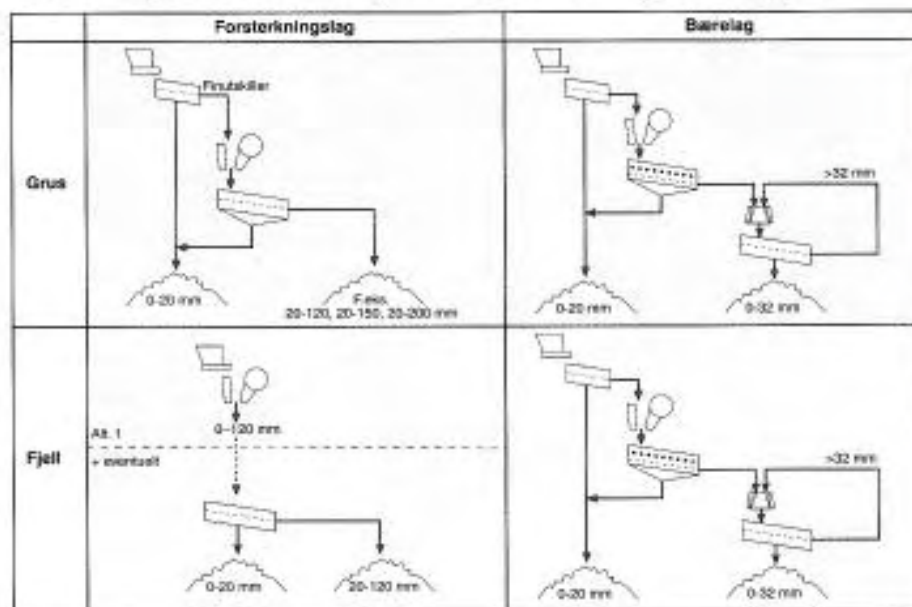 Forsterkningslag
Bærelag
Grus
Finutskiller
0-20 mm
F.eks.
20-120, 20-150, 20-200 mm
>32 mm
0-20 mm
0-32 mm
Fjell
Alt. 1
0-120 mm
+ eventuelt
0-20 mm
20-120 mm
>32 mm
0-20 mm
0-32 mm